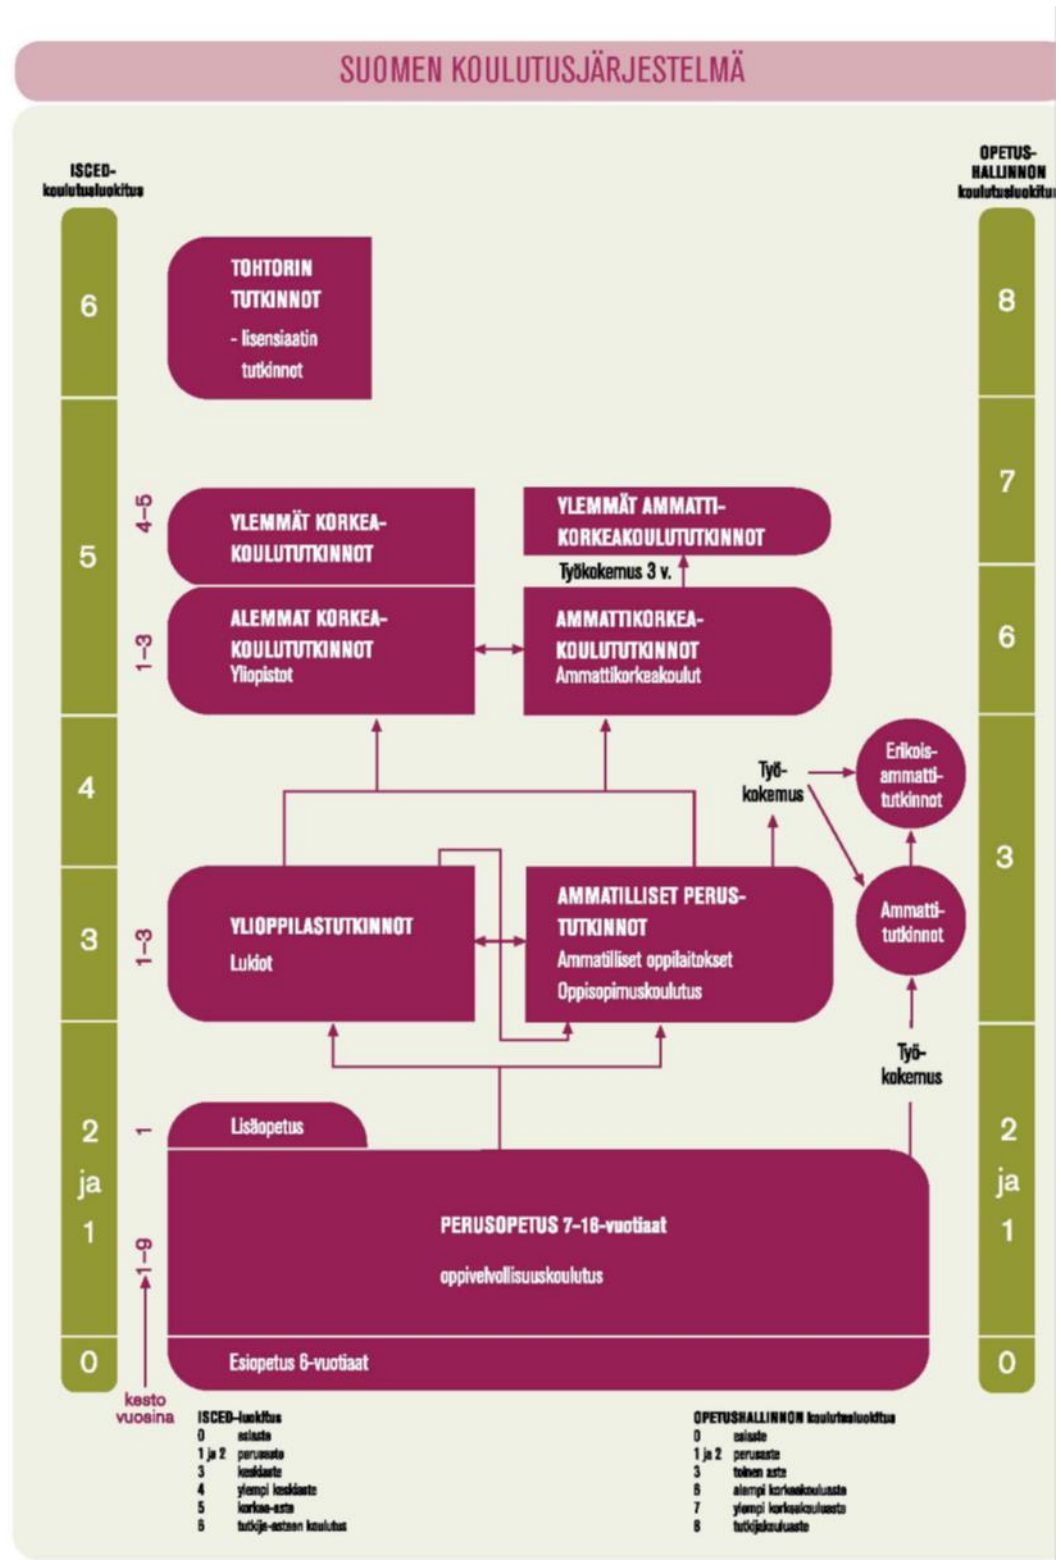 SUOMEN KOULUTUSJÄRJESTELMÄ
ISCED-
koulutusluokitus
OPETUS-
HALLINNON
koulutusluokitus
6
5
4
3
2
ja
1
0
8
7
6
3
2
ja
1
0
4–5
1–3
1–3
1
1–9
kesto
vuosina
TOHTORIN
TUTKINNOT
- lisensiaatin
tutkinnot
YLEMMÄT KORKEA-
KOULUTUTKINNOT
YLEMMÄT AMMATTI-
KORKEAKOULUTUTKINNOT
Työkokemus 3 v.
ALEMMAT KORKEA-
KOULUTUTKINNOT
Yliopistot
AMMATTIKORKEA-
KOULUTUTKINNOT
Ammattikorkeakoulut
Työ-
kokemus
Erikois-
ammatti-
tutkinnot
YLIOPPILASTUTKINNOT
Lukiot
AMMATILLISET PERUS-
TUTKINNOT
Ammatilliset oppilaitokset
Oppisopimuskoulutus
Ammatti-
tutkinnot
Työ-
kokemus
Lisäopetus
PERUSOPETUS 7–16-vuotiaat
oppivelvollisuuskoulutus
Esiopetus 6-vuotiaat
ISCED-luokitus
0 esiaste
1 ja 2 perusaste
3 keskiaste
4 ylempi keskiaste
5 korkea-aste
6 tutkija-asteen koulutus
OPETUSHALLINNON koulutusluokitus
0 esiaste
1 ja 2 perusaste
3 toinen aste
6 alempi korkeakouluaste
7 ylempi korkeakouluaste
8 tutkijakouluaste